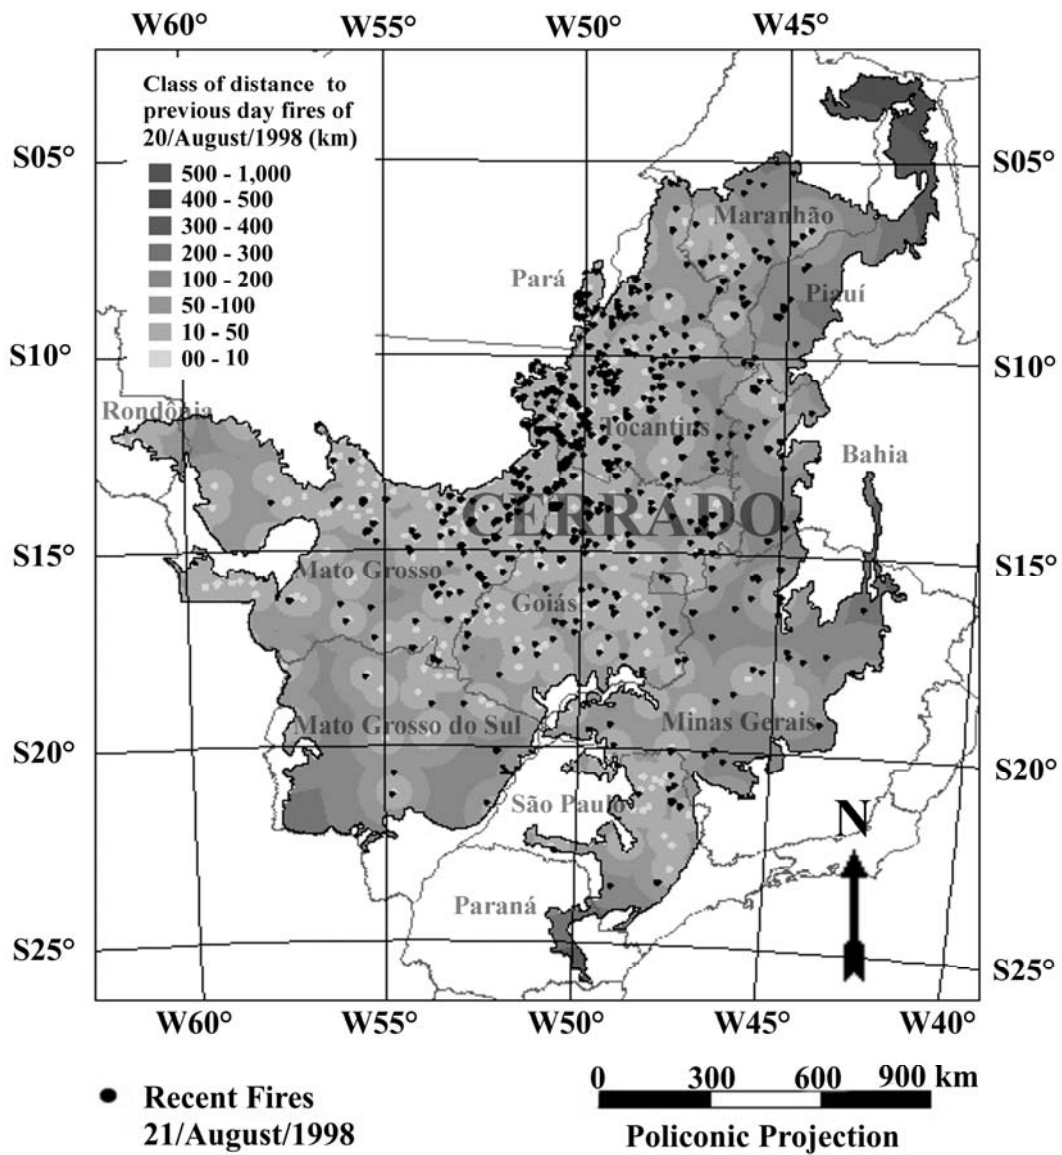 W60° W55° W50° W45°
Class of distance to
previous day fires of
20/August/1998 (km)
500 - 1,000
400 - 500
300 - 400
200 - 300
100 - 200
50 -100
10 - 50
00 - 10
S05° S05°
Maranhão
Pará
Piauí
S10° S10°
Rondônia
Tocantins
Bahia
CERRADO
S15° S15°
Mato Grosso
Goiás
Mato Grosso do Sul
Minas Gerais
S20° S20°
São Paulo
N
Paraná
S25° S25°
W60° W55° W50° W45° W40°
Recent Fires
21/August/1998
0 300 600 900 km
Policonic Projection